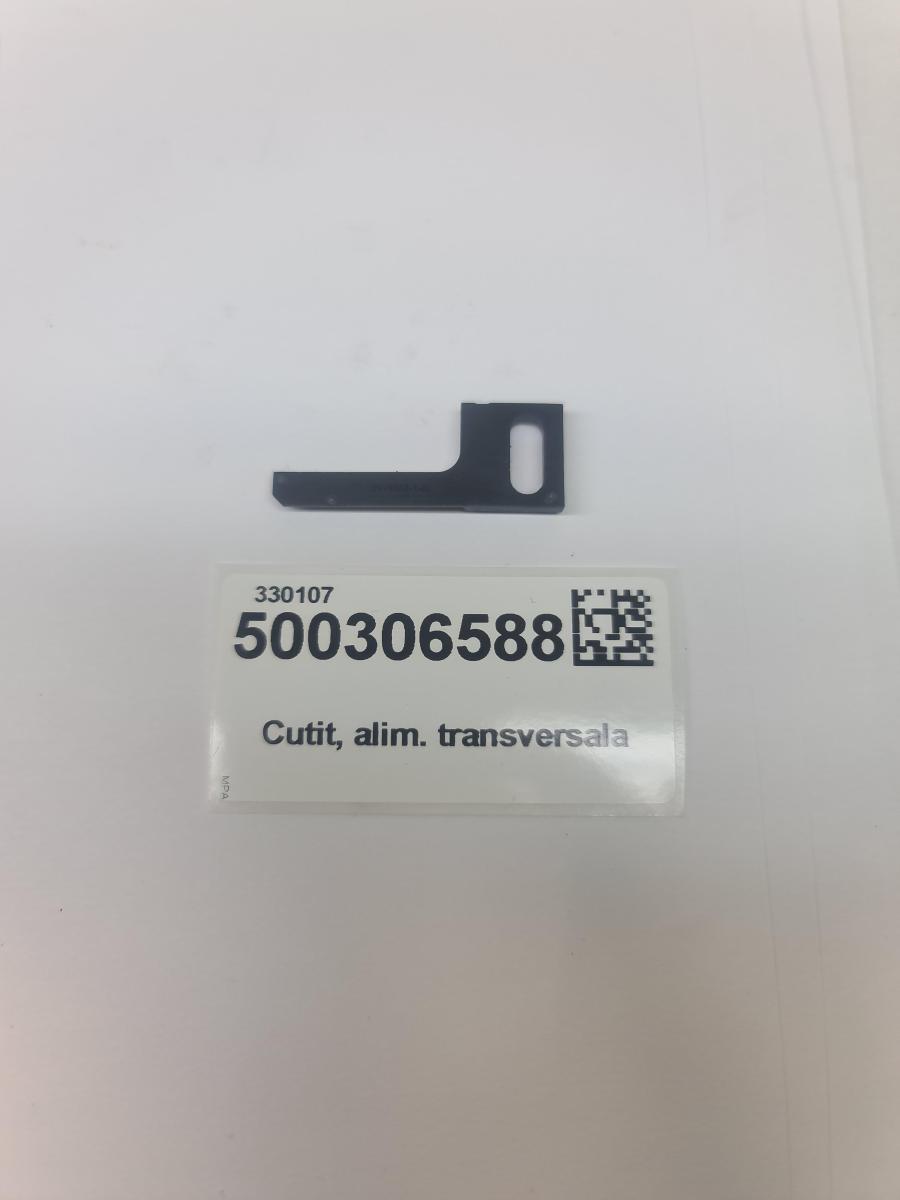 330107
500306588
Cutit, alim. transversala
MPA